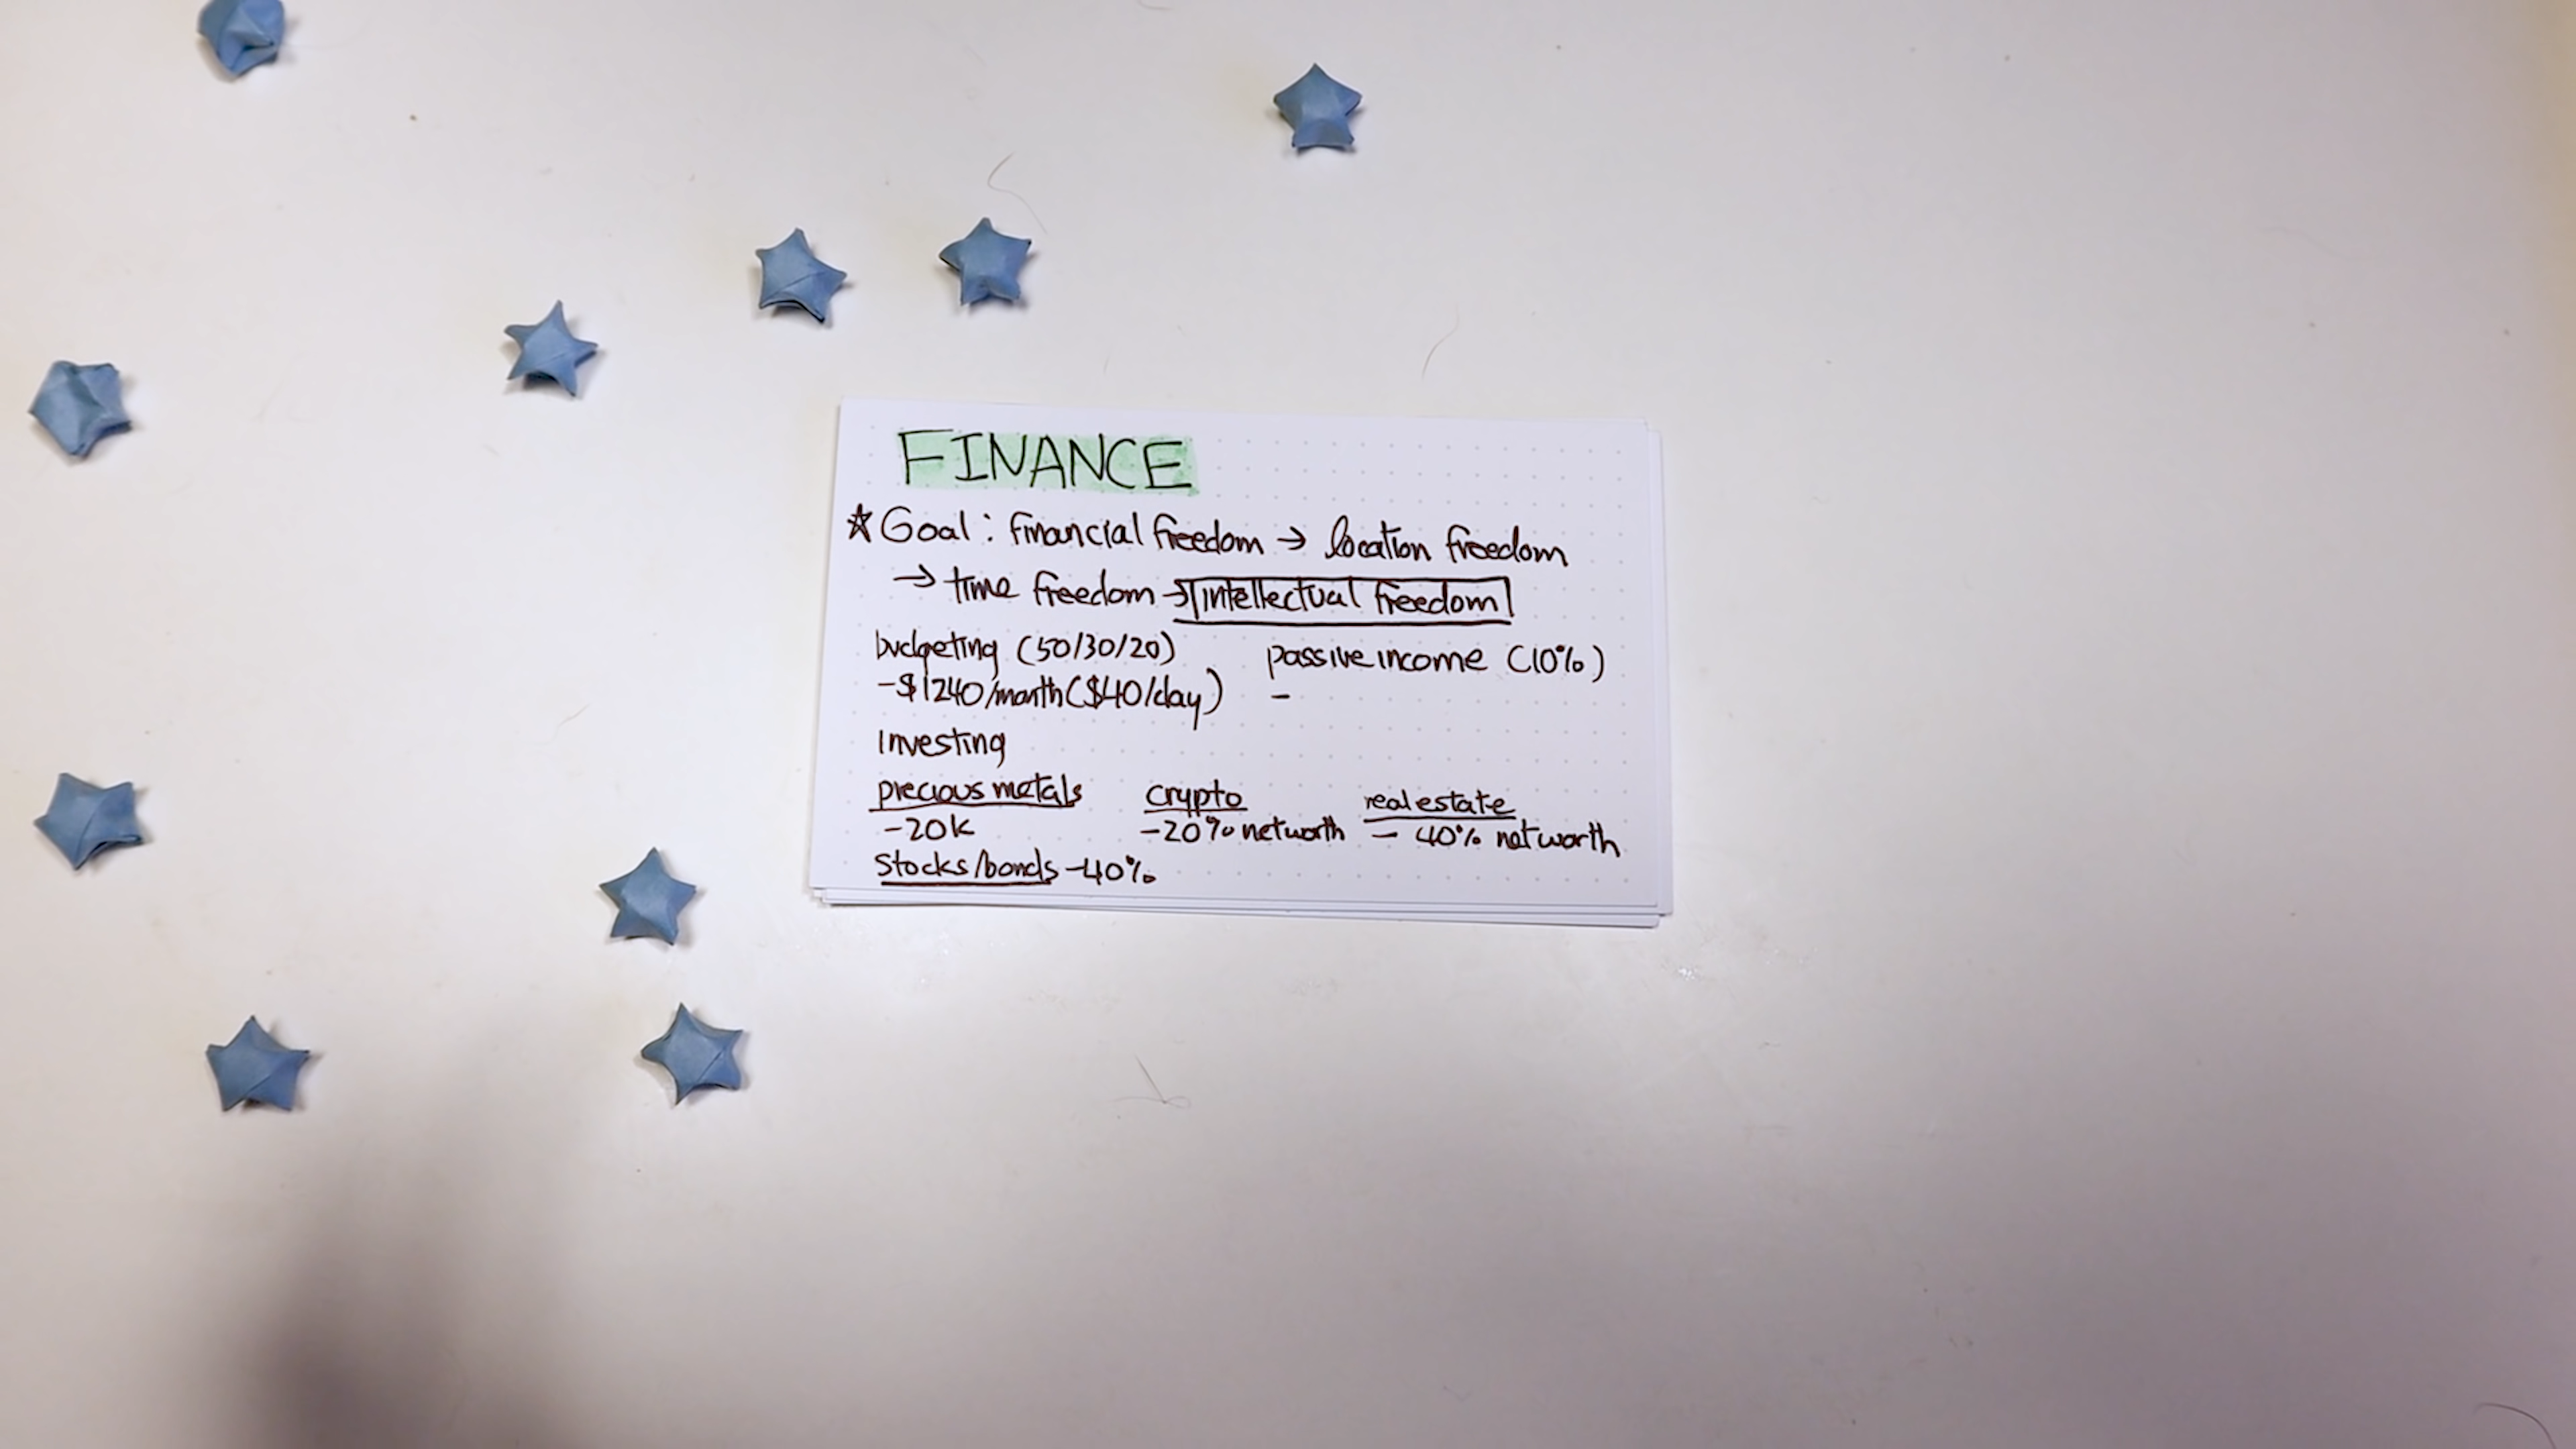 FINANCE
☆ Goal: financial freedom → location freedom
→ time freedom → intellectual freedom
budgeting (50/30/20)
- $1240/month ($40/day)
passive income (10%)
-
Investing
precious metals
- 20k
crypto
- 20% networth
real estate
- 40% networth
stocks/bonds - 40%